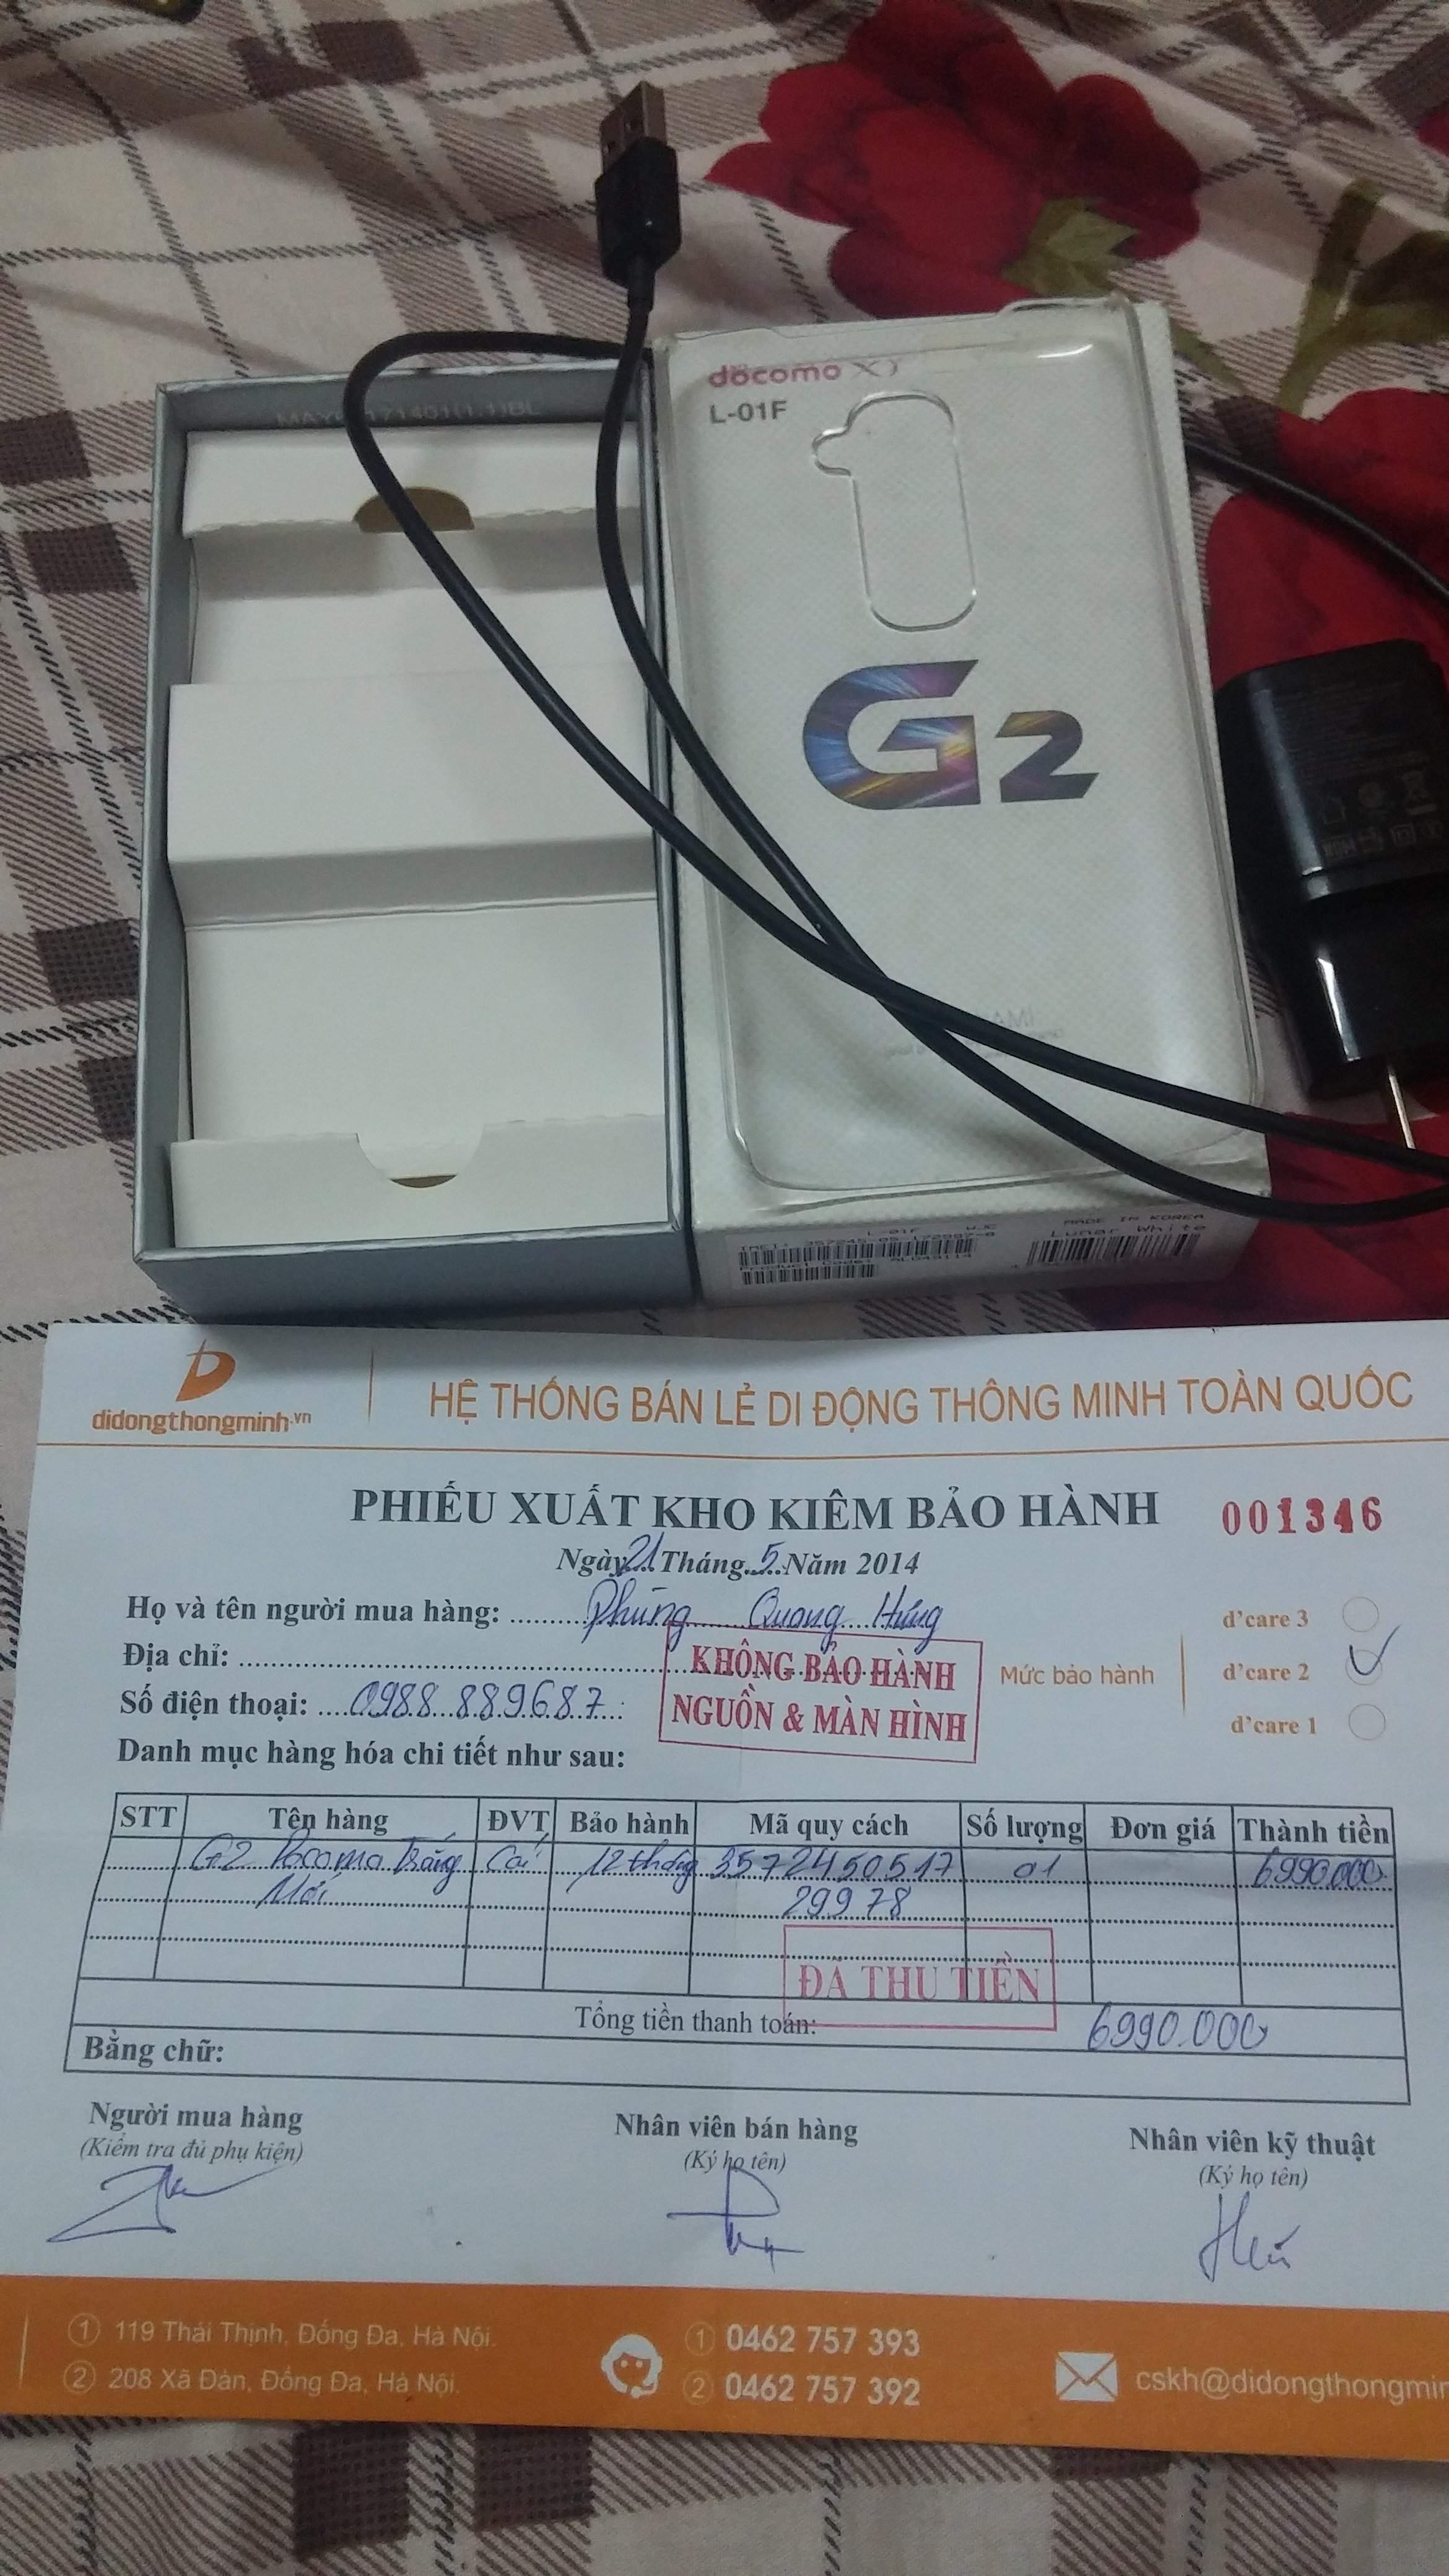 docomo Xi
L-01F
G2
MADE IN KOREA
Lunar White
didongthongminh.vn
HỆ THỐNG BÁN LẺ DI ĐỘNG THÔNG MINH TOÀN QUỐC
PHIẾU XUẤT KHO KIÊM BẢO HÀNH 001346
Ngày 21 Tháng 5 Năm 2014
Họ và tên người mua hàng: Phùng Quang Hưng
Địa chỉ:
Số điện thoại: 0988.889687
KHÔNG BẢO HÀNH
NGUỒN & MÀN HÌNH
Mức bảo hành
d'care 3
d'care 2
d'care 1
Danh mục hàng hóa chi tiết như sau:
STT Tên hàng ĐVT Bảo hành Mã quy cách Số lượng Đơn giá Thành tiền
G2 Docomo trắng Cái 12 tháng 3572450517 01 6990.000
Mới 29978
ĐÃ THU TIỀN
Tổng tiền thanh toán: 6990.000
Bằng chữ:
Người mua hàng Nhân viên bán hàng Nhân viên kỹ thuật
(Kiểm tra đủ phụ kiện) (Ký họ tên) (Ký họ tên)
1 119 Thái Thịnh, Đống Đa, Hà Nội. 1 0462 757 393
2 208 Xã Đàn, Đống Đa, Hà Nội. 2 0462 757 392
cskh@didongthongmin